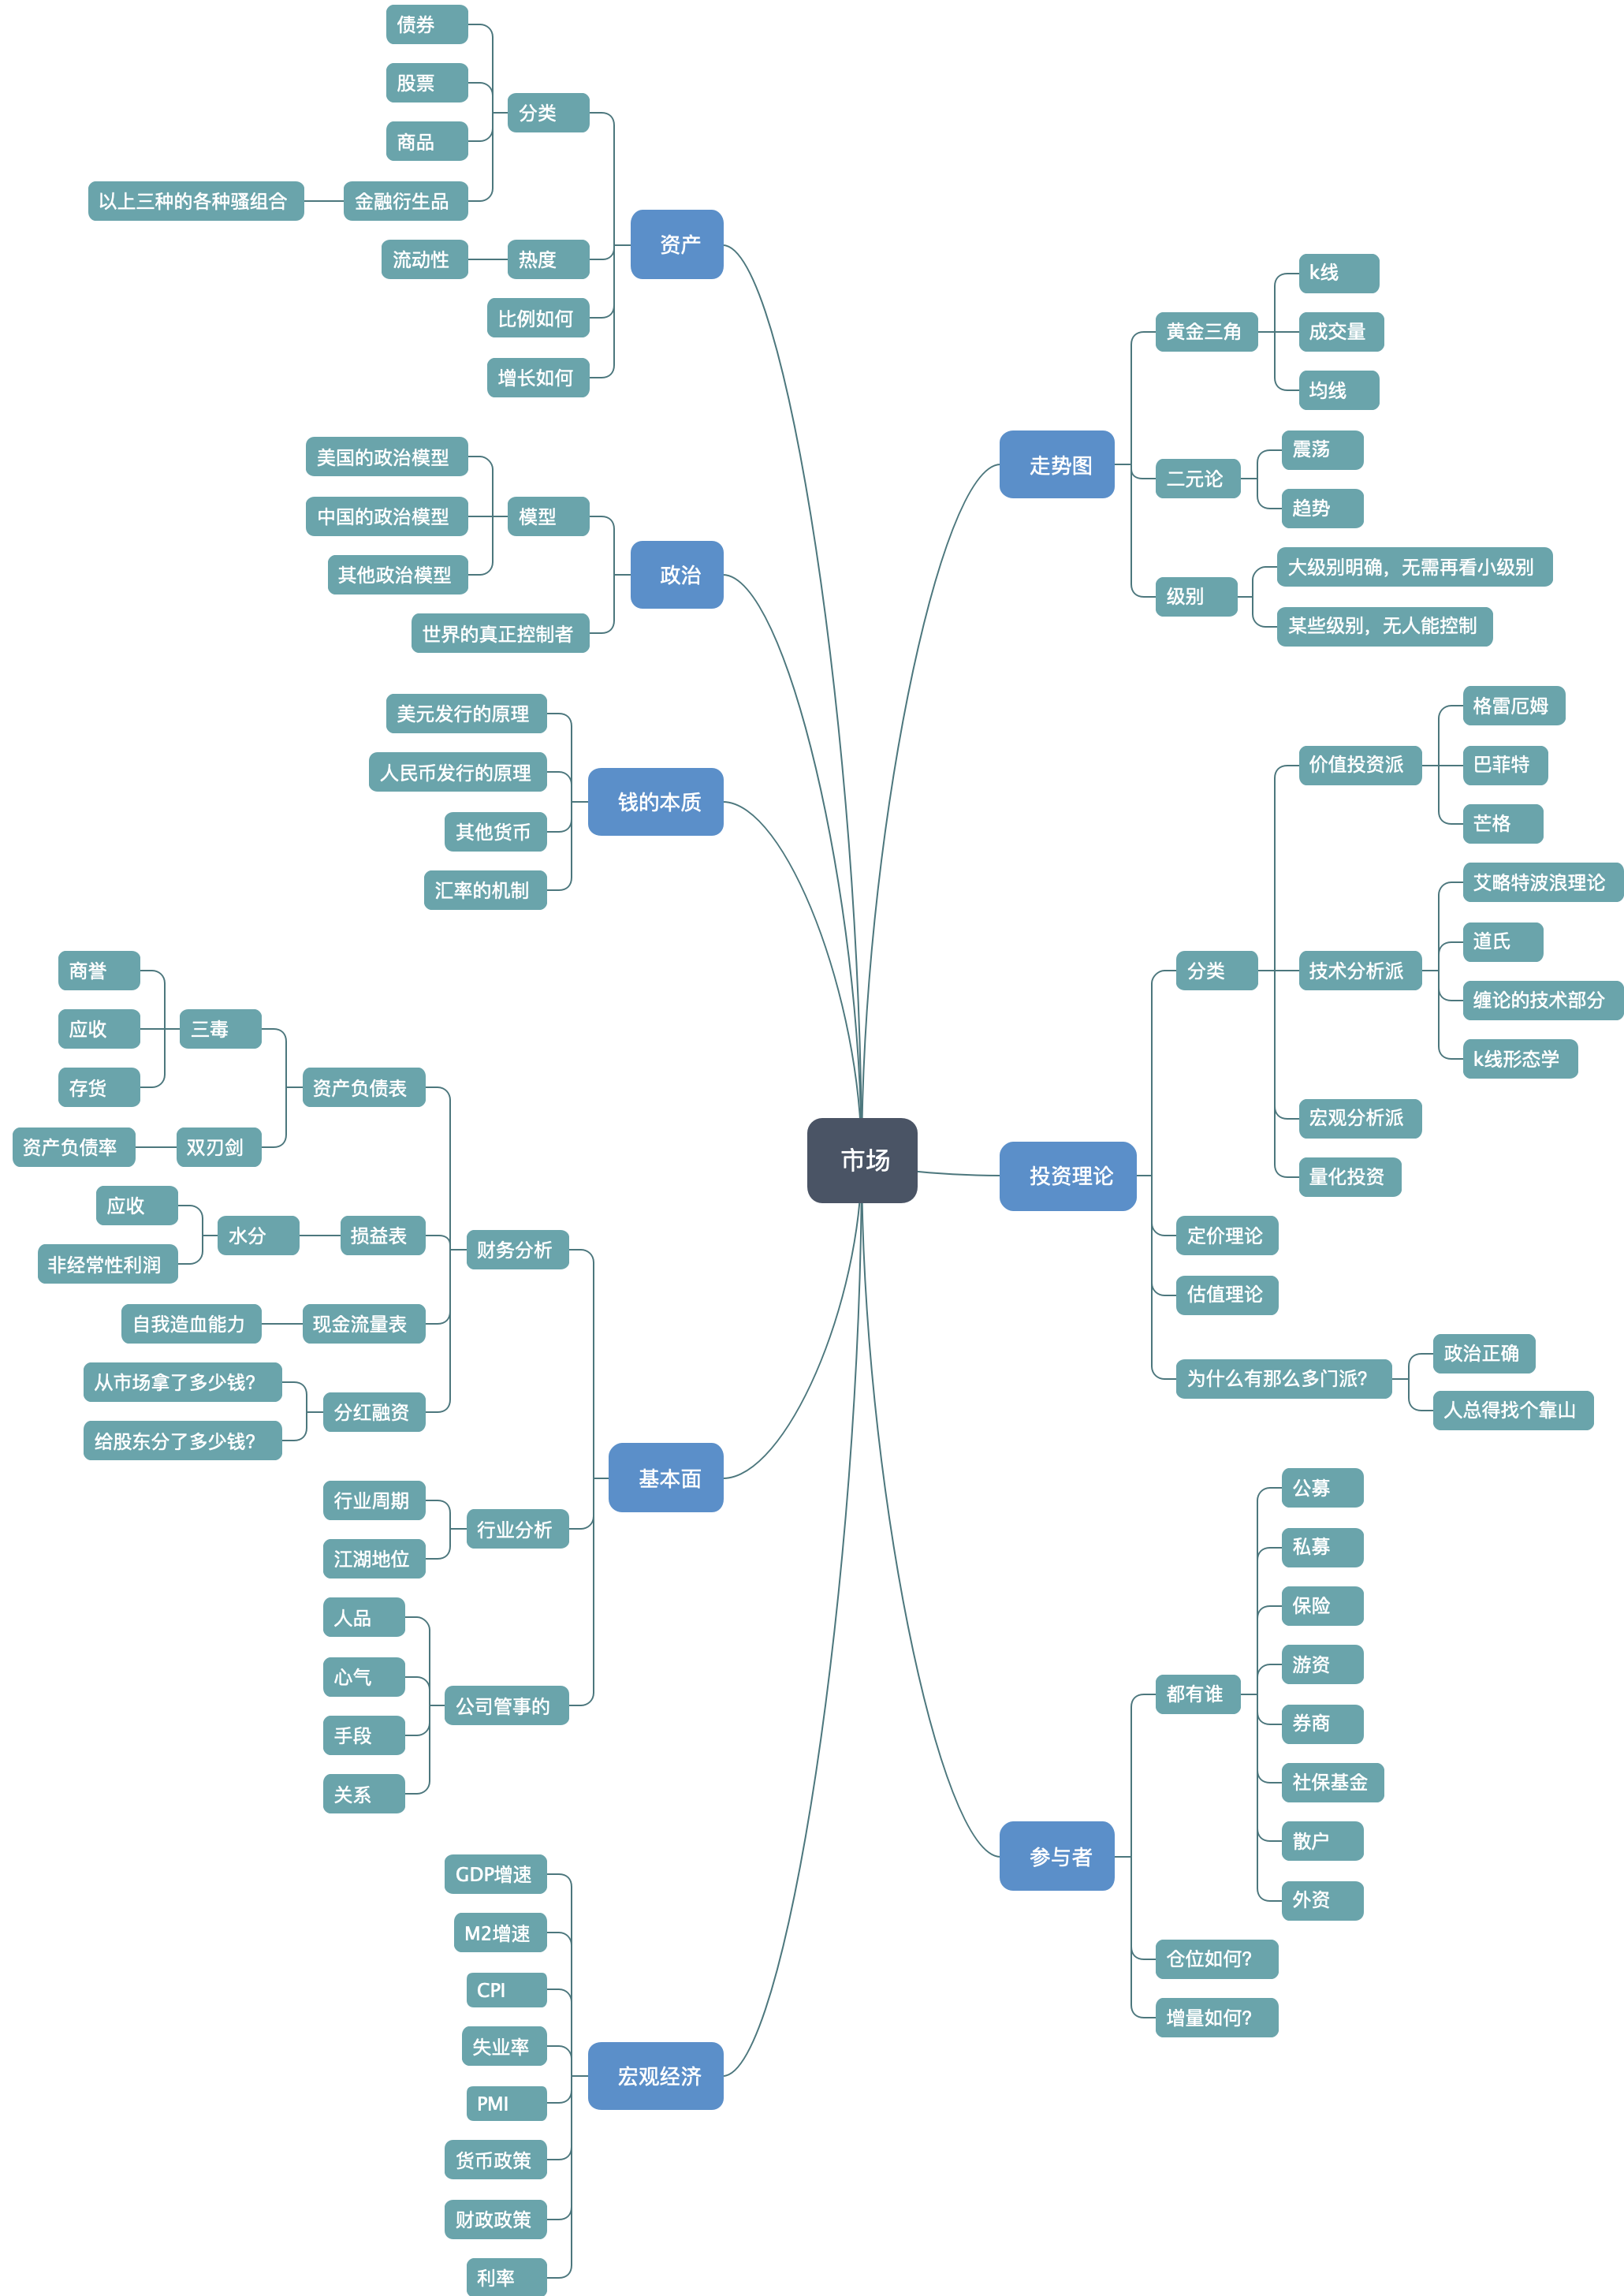 市场
走势图
黄金三角
k线
成交量
均线
二元论
震荡
趋势
级别
大级别明确，无需再看小级别
某些级别，无人能控制
投资理论
分类
价值投资派
格雷厄姆
巴菲特
芒格
技术分析派
艾略特波浪理论
道氏
缠论的技术部分
k线形态学
宏观分析派
量化投资
定价理论
估值理论
为什么有那么多门派?
政治正确
人总得找个靠山
参与者
都有谁
公募
私募
保险
游资
券商
社保基金
散户
外资
仓位如何?
增量如何?
资产
分类
债券
股票
商品
金融衍生品
以上三种的各种骚组合
热度
流动性
比例如何
增长如何
政治
模型
美国的政治模型
中国的政治模型
其他政治模型
世界的真正控制者
钱的本质
美元发行的原理
人民币发行的原理
其他货币
汇率的机制
基本面
财务分析
资产负债表
三毒
商誉
应收
存货
双刃剑
资产负债率
损益表
水分
应收
非经常性利润
现金流量表
自我造血能力
分红融资
从市场拿了多少钱?
给股东分了多少钱?
行业分析
行业周期
江湖地位
公司管事的
人品
心气
手段
关系
宏观经济
GDP增速
M2增速
CPI
失业率
PMI
货币政策
财政政策
利率